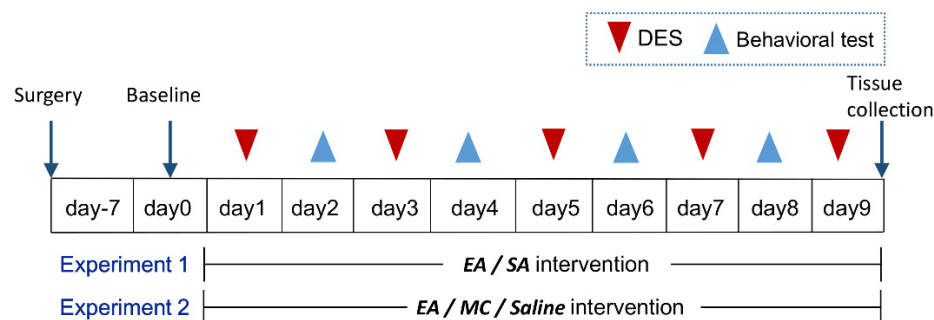 DES Behavioral test
Surgery Baseline Tissue
collection
day-7 day0 day1 day2 day3 day4 day5 day6 day7 day8 day9
Experiment 1 EA / SA intervention
Experiment 2 EA / MC / Saline intervention